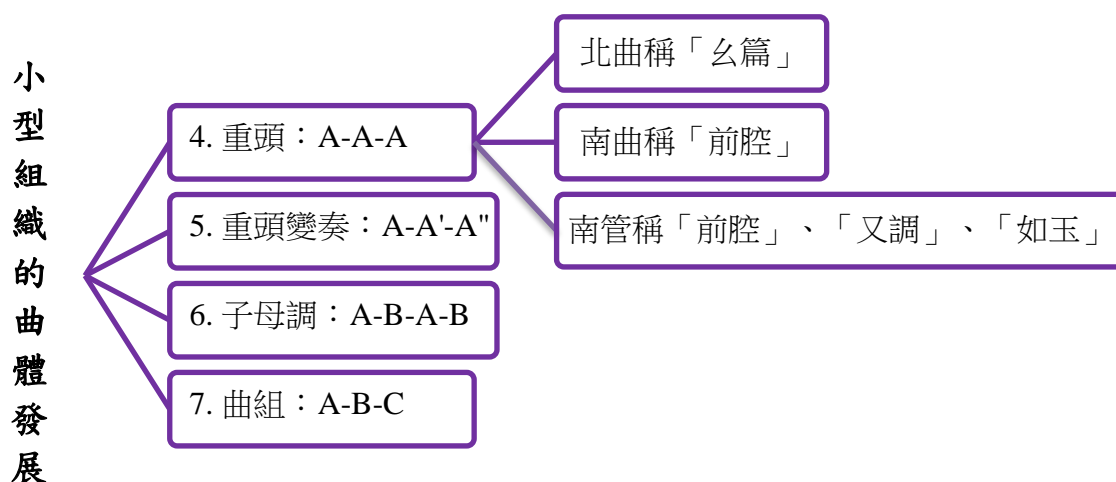 小型組織的曲體發展
4. 重頭：A-A-A
北曲稱「幺篇」
南曲稱「前腔」
南管稱「前腔」、「又調」、「如玉」
5. 重頭變奏：A-A'-A"
6. 子母調：A-B-A-B
7. 曲組：A-B-C